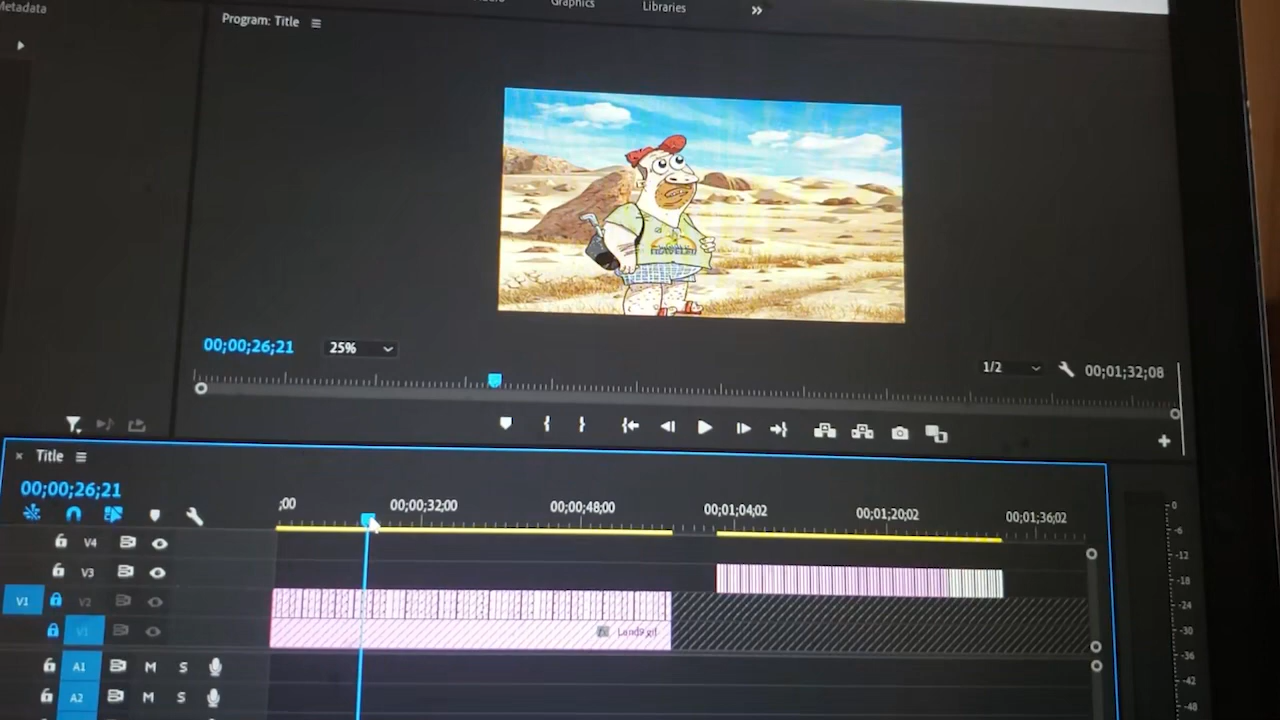 Metadata
Graphics
Libraries
Program: Title
00;00;26;21
25%
1/2
00;01;32;08
Title
00;00;26;21
;00
00;00;32;00
00;00;48;00
00;01;04;02
00;01;20;02
00;01;36;02
V4
V3
V1
V2
V1
Land9.gif
A1
M
S
A2
M
S
0
-6
-12
-18
-24
-30
-36
-42
-48